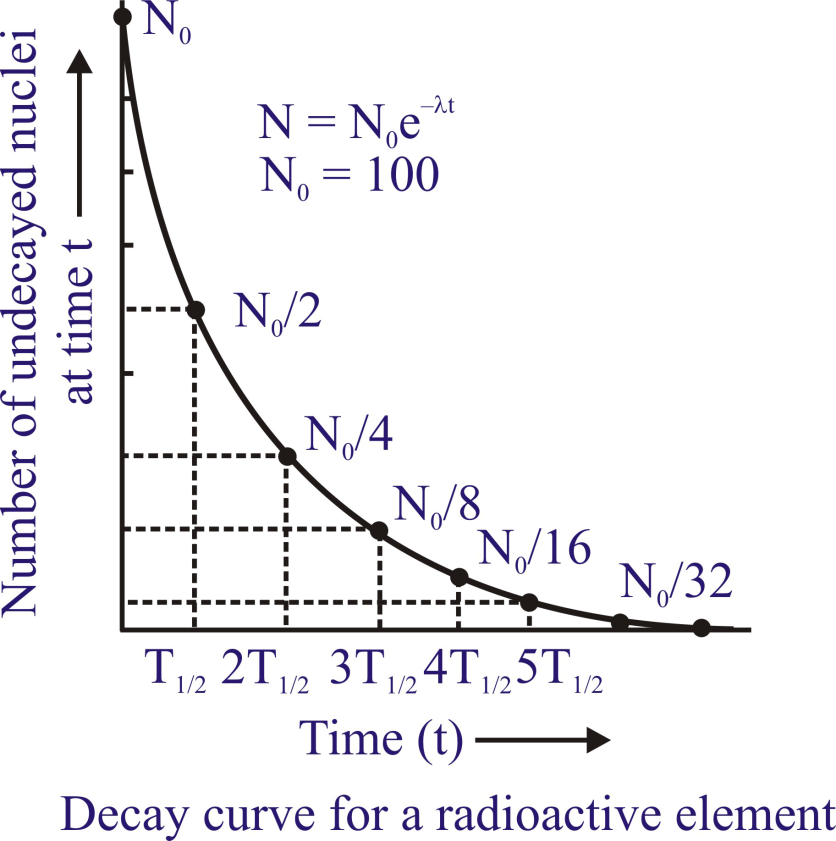 Number of undecayed nuclei
at time t
N₀
N = N₀e^–λt
N₀ = 100
N₀/2
N₀/4
N₀/8
N₀/16
N₀/32
T₁/₂ 2T₁/₂ 3T₁/₂ 4T₁/₂ 5T₁/₂
Time (t)
Decay curve for a radioactive element